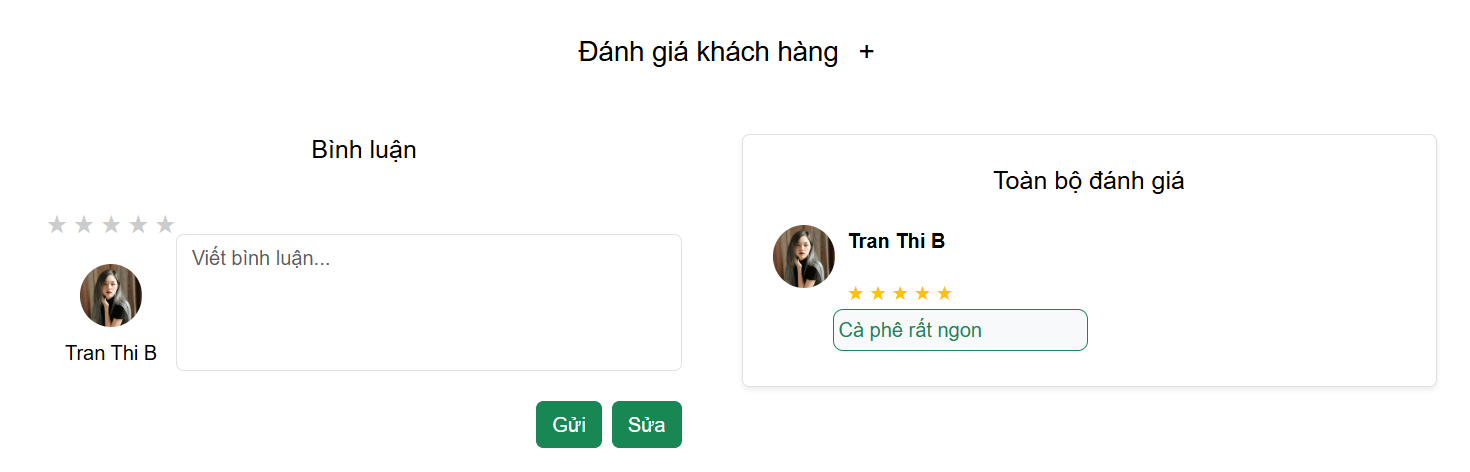 Đánh giá khách hàng +
Bình luận
★ ★ ★ ★ ★
Viết bình luận...
Tran Thi B
Gửi
Sửa
Toàn bộ đánh giá
Tran Thi B
★ ★ ★ ★ ★
Cà phê rất ngon